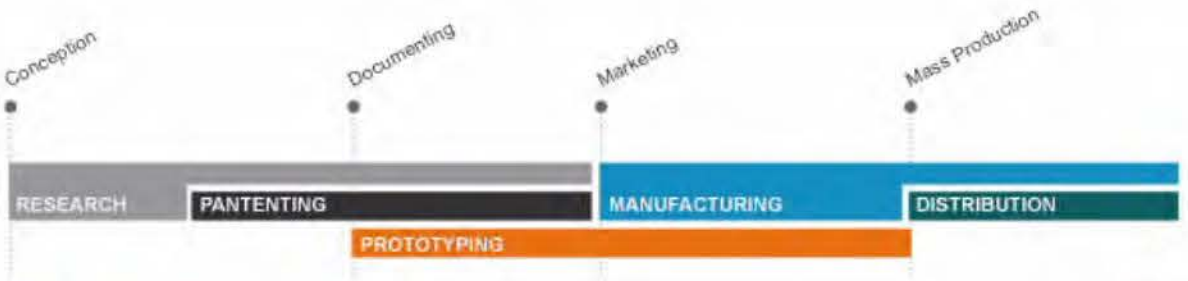 Conception
Documenting
Marketing
Mass Production
RESEARCH
PANTENTING
MANUFACTURING
DISTRIBUTION
PROTOTYPING